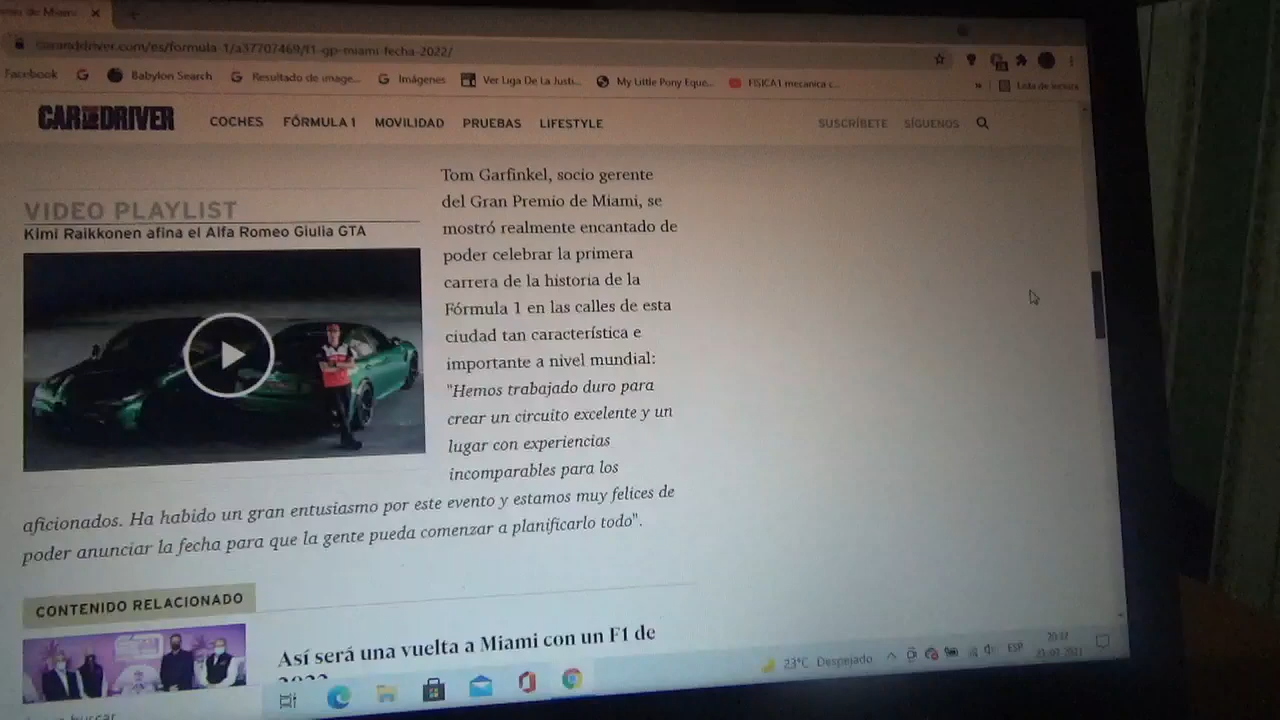 caranddriver.com/es/formula-1/a37707469/f1-gp-miami-fecha-2022/
Facebook
Babylon Search
Resultado de image...
Imágenes
Ver Liga De La Justi...
My Little Pony Eque...
FISICA1 mecanica c...
Lista de lectura
CAR AND DRIVER
COCHES
FÓRMULA 1
MOVILIDAD
PRUEBAS
LIFESTYLE
SUSCRÍBETE
SÍGUENOS
VIDEO PLAYLIST
Kimi Raikkonen afina el Alfa Romeo Giulia GTA
Tom Garfinkel, socio gerente
del Gran Premio de Miami, se
mostró realmente encantado de
poder celebrar la primera
carrera de la historia de la
Fórmula 1 en las calles de esta
ciudad tan característica e
importante a nivel mundial:
"Hemos trabajado duro para
crear un circuito excelente y un
lugar con experiencias
incomparables para los
aficionados. Ha habido un gran entusiasmo por este evento y estamos muy felices de
poder anunciar la fecha para que la gente pueda comenzar a planificarlo todo".
CONTENIDO RELACIONADO
Así será una vuelta a Miami con un F1 de
2022
23°C Despejado
ESP